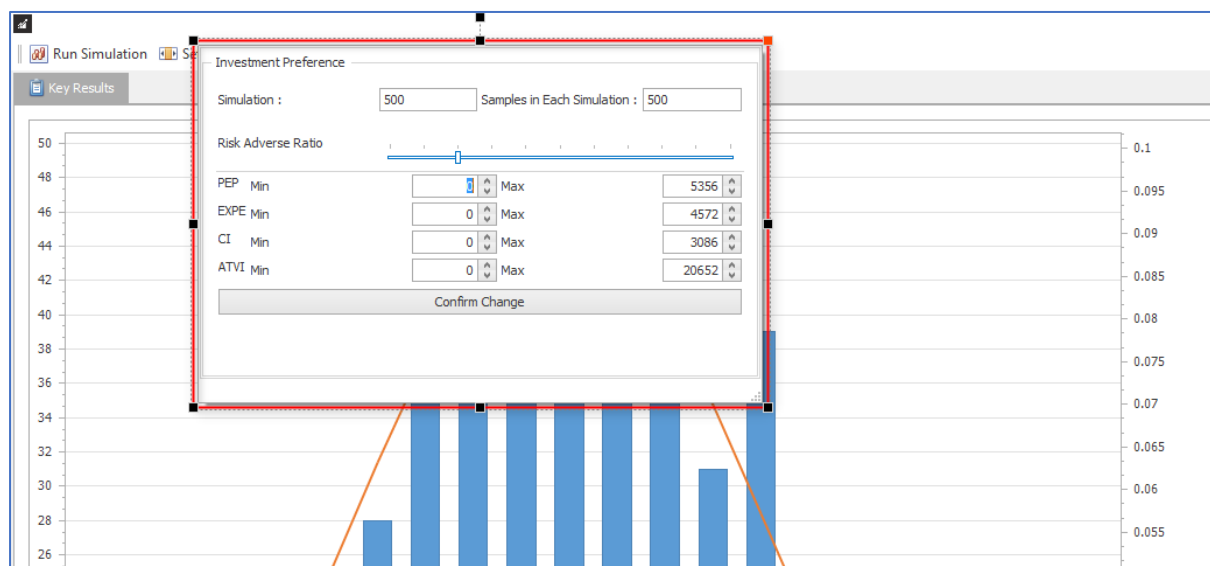 Run Simulation Se
Investment Preference
Key Results
Simulation : 500 Samples in Each Simulation : 500
Risk Adverse Ratio
PEP Min 0 Max 5356
EXPE Min 0 Max 4572
CI Min 0 Max 3086
ATVI Min 0 Max 20652
Confirm Change
50
48
46
44
42
40
38
36
34
32
30
28
26
0.1
0.095
0.09
0.085
0.08
0.075
0.07
0.065
0.06
0.055